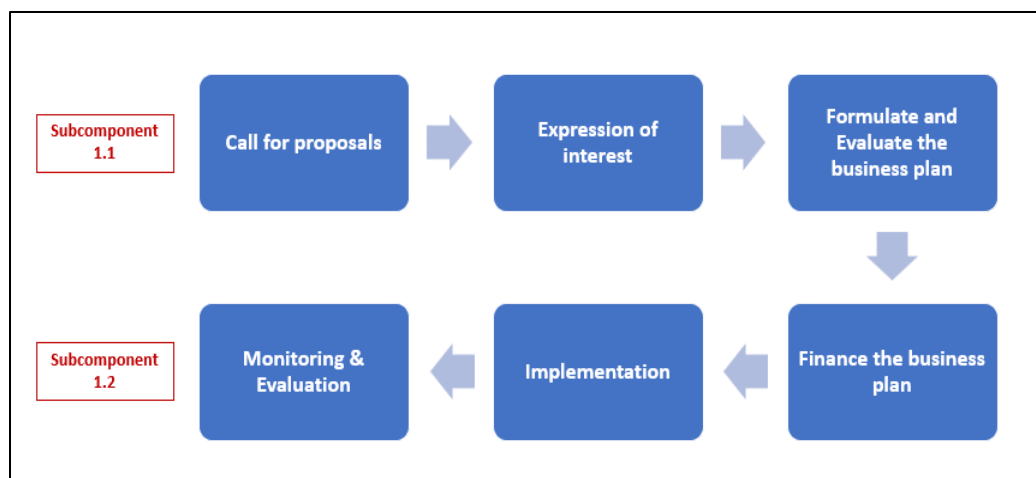 Subcomponent
1.1
Call for proposals
Expression of
interest
Formulate and
Evaluate the
business plan
Subcomponent
1.2
Monitoring &
Evaluation
Implementation
Finance the business
plan